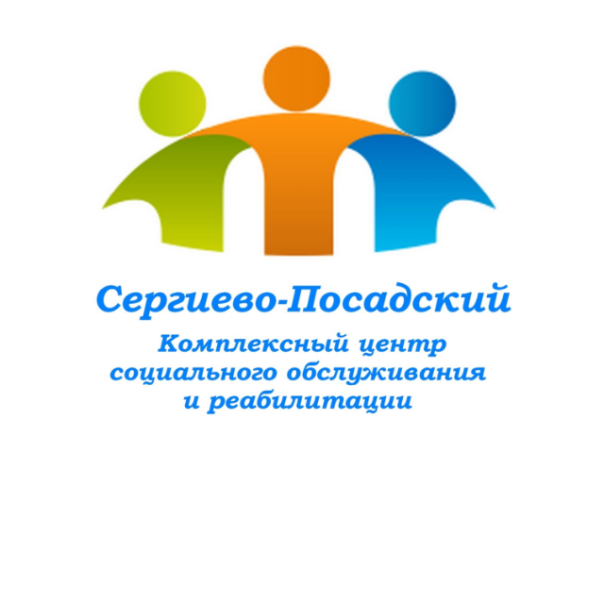 Сергиево-Посадский
Комплексный центр
социального обслуживания
и реабилитации